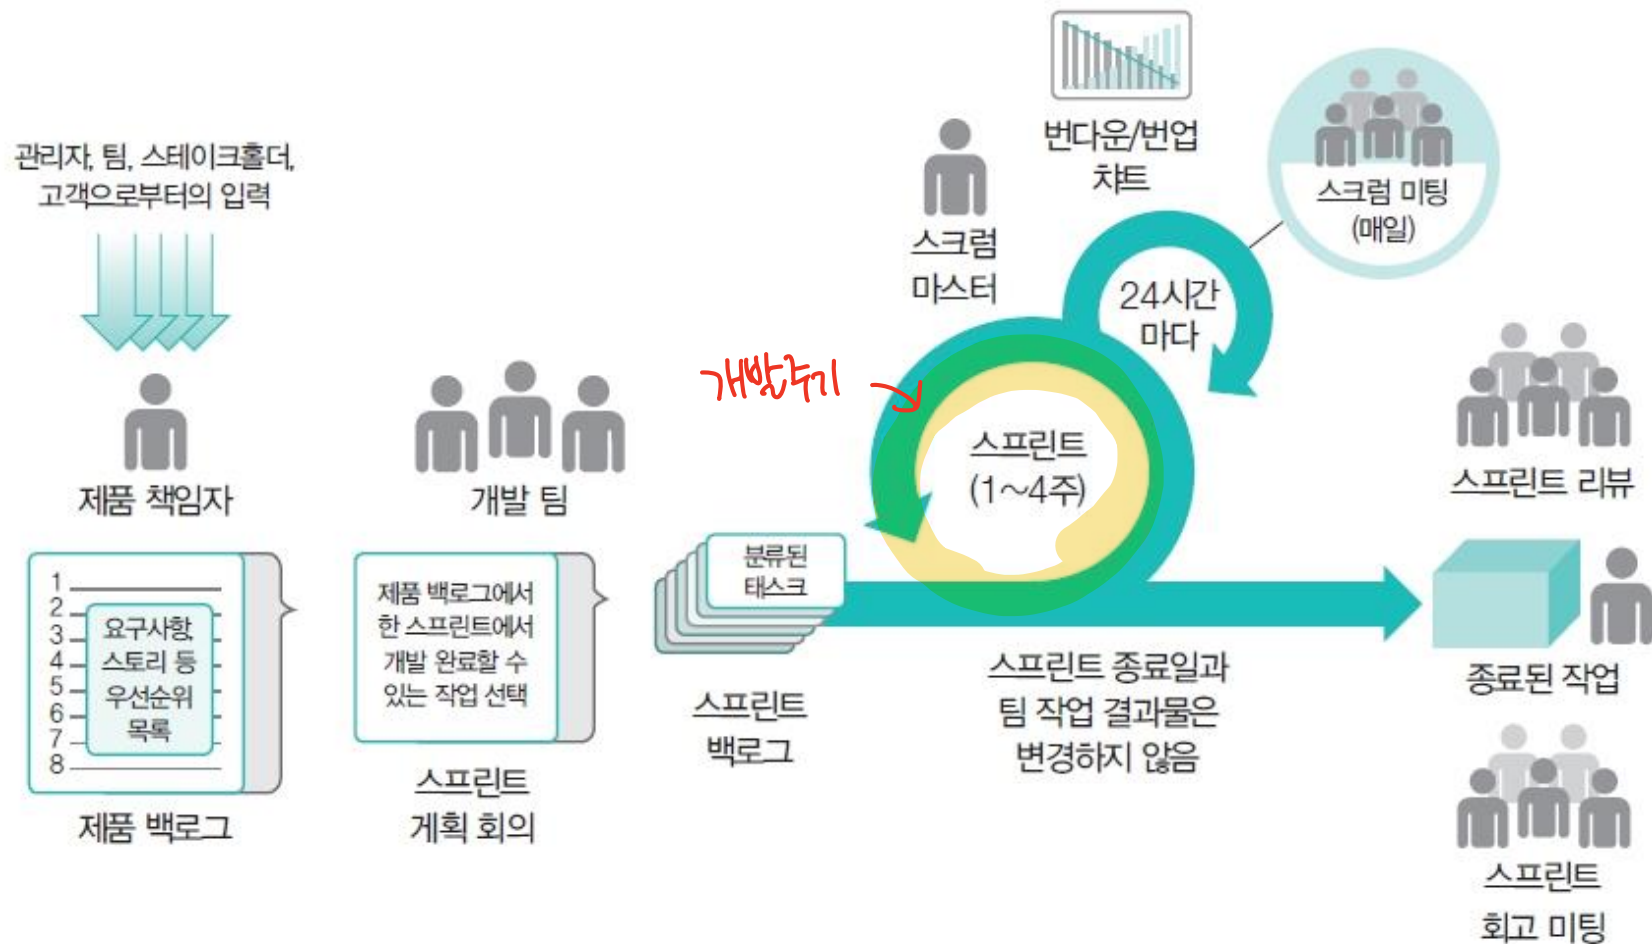 관리자, 팀, 스테이크홀더,
고객으로부터의 입력
제품 책임자
1
2
3
4
5
6
7
8
요구사항,
스토리 등
우선순위
목록
제품 백로그
개발 팀
제품 백로그에서
한 스프린트에서
개발 완료할 수
있는 작업 선택
스프린트
계획 회의
분류된
태스크
스프린트
백로그
개발주기
스프린트
(1~4주)
스크럼
마스터
번다운/번업
챠트
24시간
마다
스크럼 미팅
(매일)
스프린트 종료일과
팀 작업 결과물은
변경하지 않음
스프린트 리뷰
종료된 작업
스프린트
회고 미팅